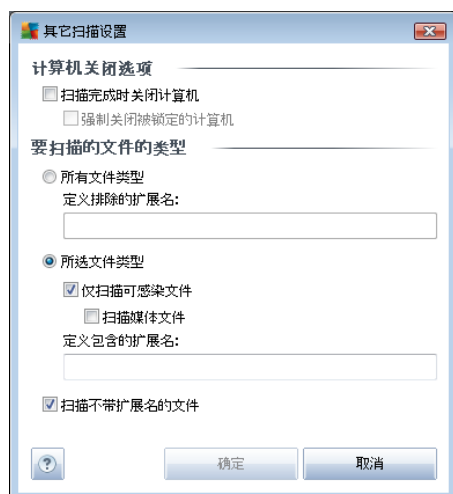 其它扫描设置
计算机关闭选项
扫描完成时关闭计算机
强制关闭被锁定的计算机
要扫描的文件的类型
所有文件类型
定义排除的扩展名:
所选文件类型
仅扫描可感染文件
扫描媒体文件
定义包含的扩展名:
扫描不带扩展名的文件
?
确定
取消